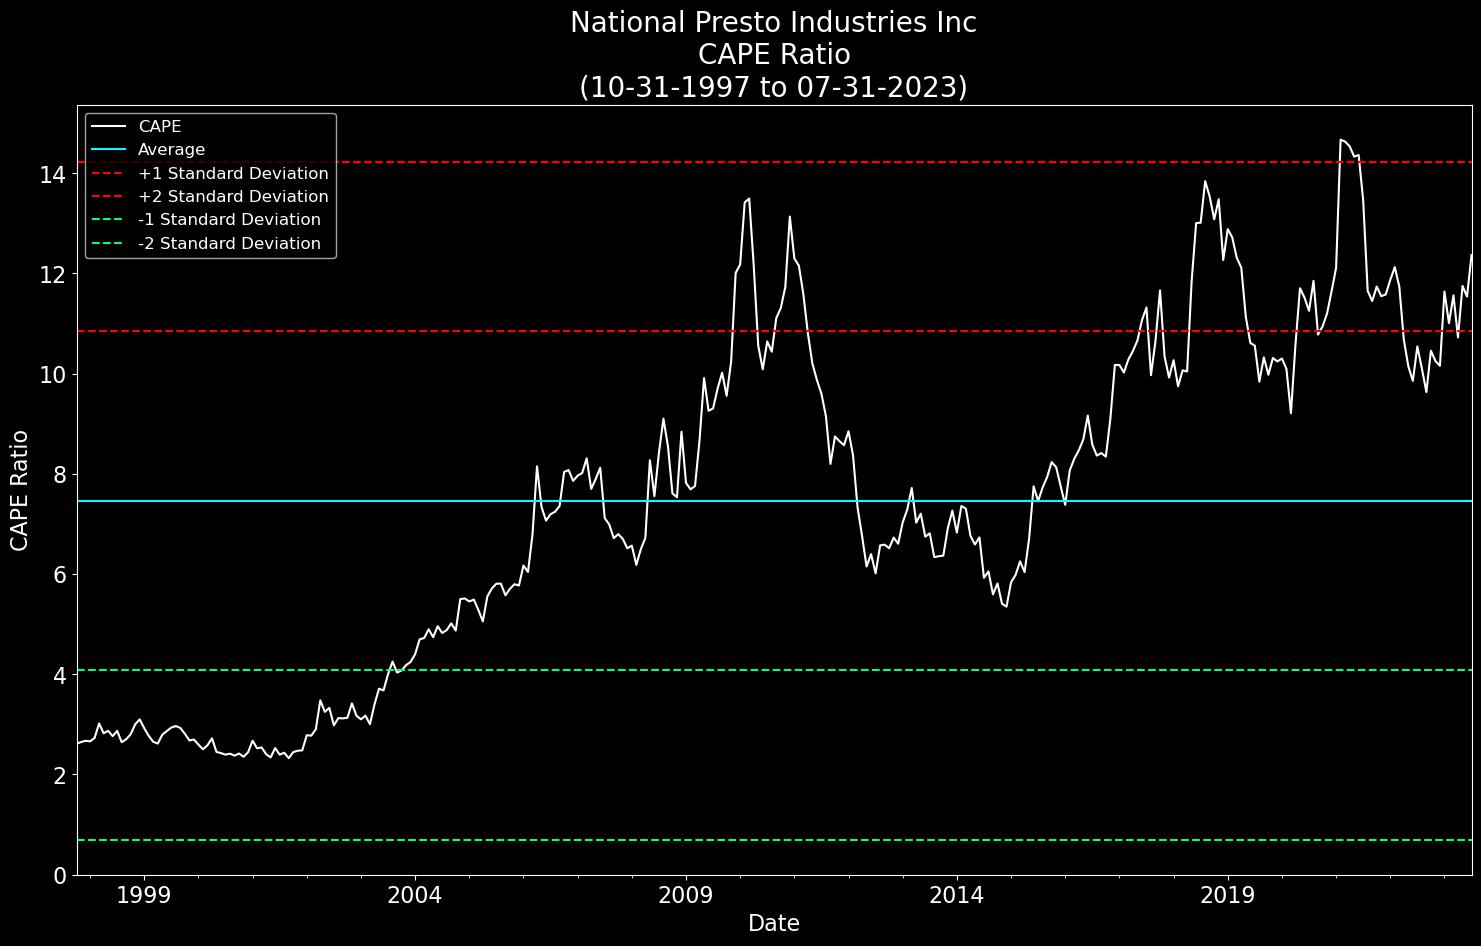 National Presto Industries Inc
CAPE Ratio
(10-31-1997 to 07-31-2023)
CAPE
Average
+1 Standard Deviation
+2 Standard Deviation
-1 Standard Deviation
-2 Standard Deviation
CAPE Ratio
14
12
10
8
6
4
2
0
1999 2004 2009 2014 2019
Date